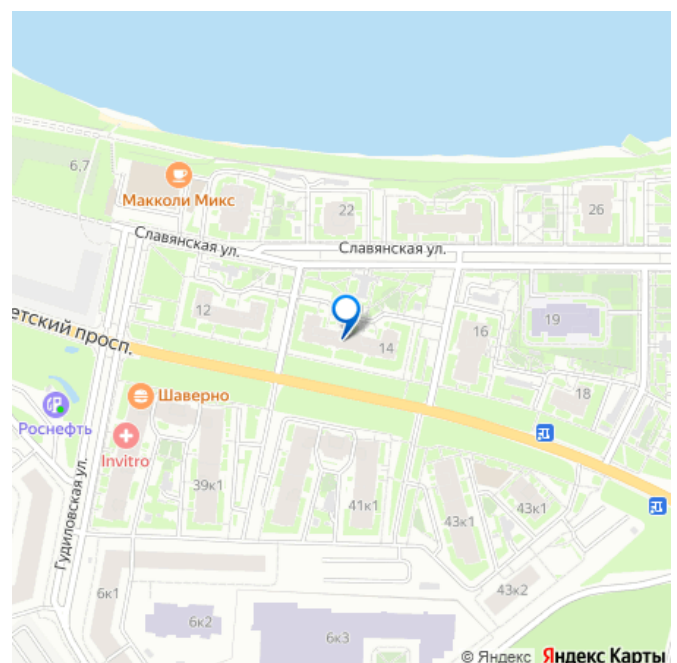 6,7
Макколи Микс
22
26
Славянская ул.
Славянская ул.
12
14
16
19
18
етский просп.
Шаверно
Роснефть
Invitro
39к1
41к1
43к1
43к1
43к2
Гудиловская ул.
6к1
6к2
6к3
© Яндекс Яндекс Карты